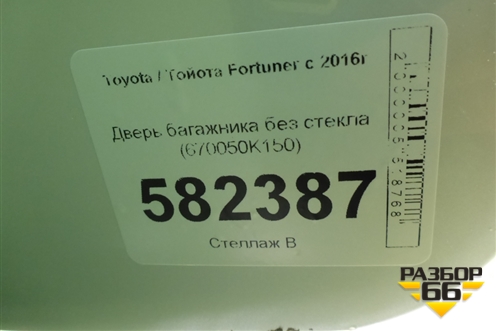 Toyota / Тойота Fortuner с 2016г
Дверь багажника без стекла
(670050K150)
582387
Стеллаж В
РАЗБОР
66